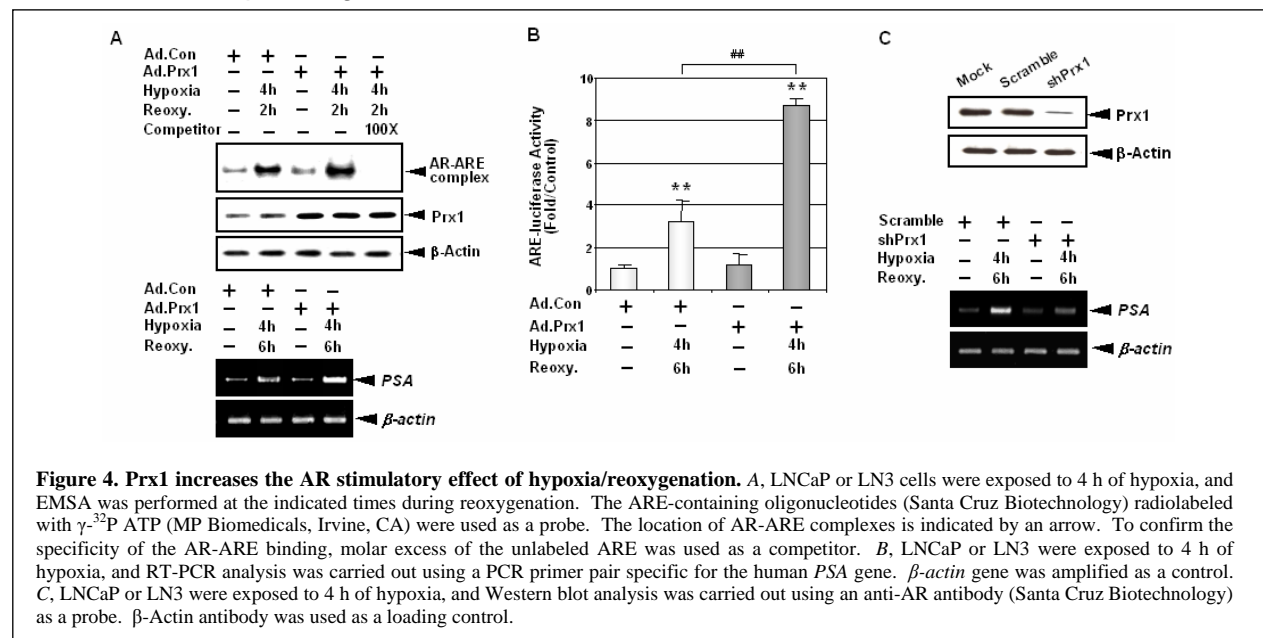 A
Ad.Con + + – – –
Ad.Prx1 – – + + +
Hypoxia – 4h – 4h 4h
Reoxy. – 2h – 2h 2h
Competitor – – – – 100X
AR-ARE
complex
Prx1
β-Actin
Ad.Con + + – –
Ad.Prx1 – – + +
Hypoxia – 4h – 4h
Reoxy. – 6h – 6h
PSA
β-actin
B
##
ARE-luciferase Activity
(Fold/Control)
10
8
6
4
2
0
**
**
Ad.Con + + – –
Ad.Prx1 – – + +
Hypoxia – 4h – 4h
Reoxy. – 6h – 6h
C
Mock Scramble shPrx1
Prx1
β-Actin
Scramble + + – –
shPrx1 – – + +
Hypoxia – 4h – 4h
Reoxy. – 6h – 6h
PSA
β-actin
Figure 4. Prx1 increases the AR stimulatory effect of hypoxia/reoxygenation. A, LNCaP or LN3 cells were exposed to 4 h of hypoxia, and
EMSA was performed at the indicated times during reoxygenation. The ARE-containing oligonucleotides (Santa Cruz Biotechnology) radiolabeled
with γ-³²P ATP (MP Biomedicals, Irvine, CA) were used as a probe. The location of AR-ARE complexes is indicated by an arrow. To confirm the
specificity of the AR-ARE binding, molar excess of the unlabeled ARE was used as a competitor. B, LNCaP or LN3 were exposed to 4 h of
hypoxia, and RT-PCR analysis was carried out using a PCR primer pair specific for the human PSA gene. β-actin gene was amplified as a control.
C, LNCaP or LN3 were exposed to 4 h of hypoxia, and Western blot analysis was carried out using an anti-AR antibody (Santa Cruz Biotechnology)
as a probe. β-Actin antibody was used as a loading control.